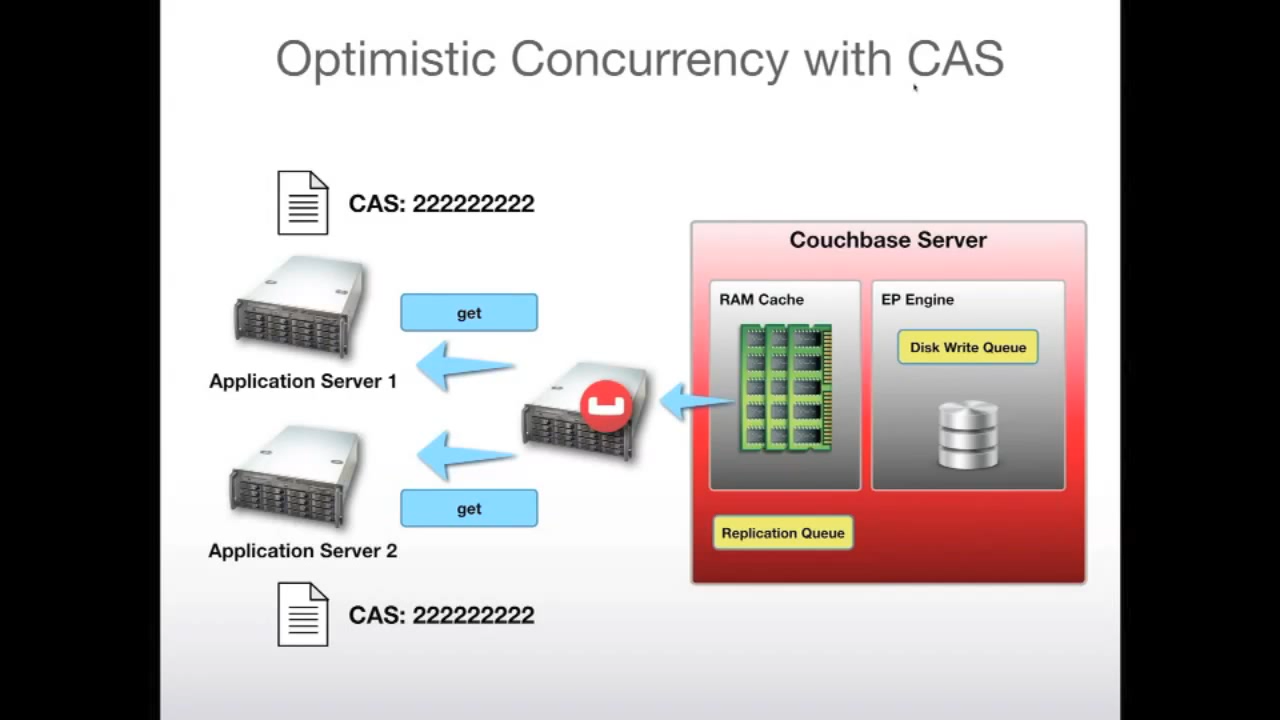 Optimistic Concurrency with CAS
CAS: 222222222
get
Application Server 1
get
Application Server 2
CAS: 222222222
Couchbase Server
RAM Cache
EP Engine
Disk Write Queue
Replication Queue